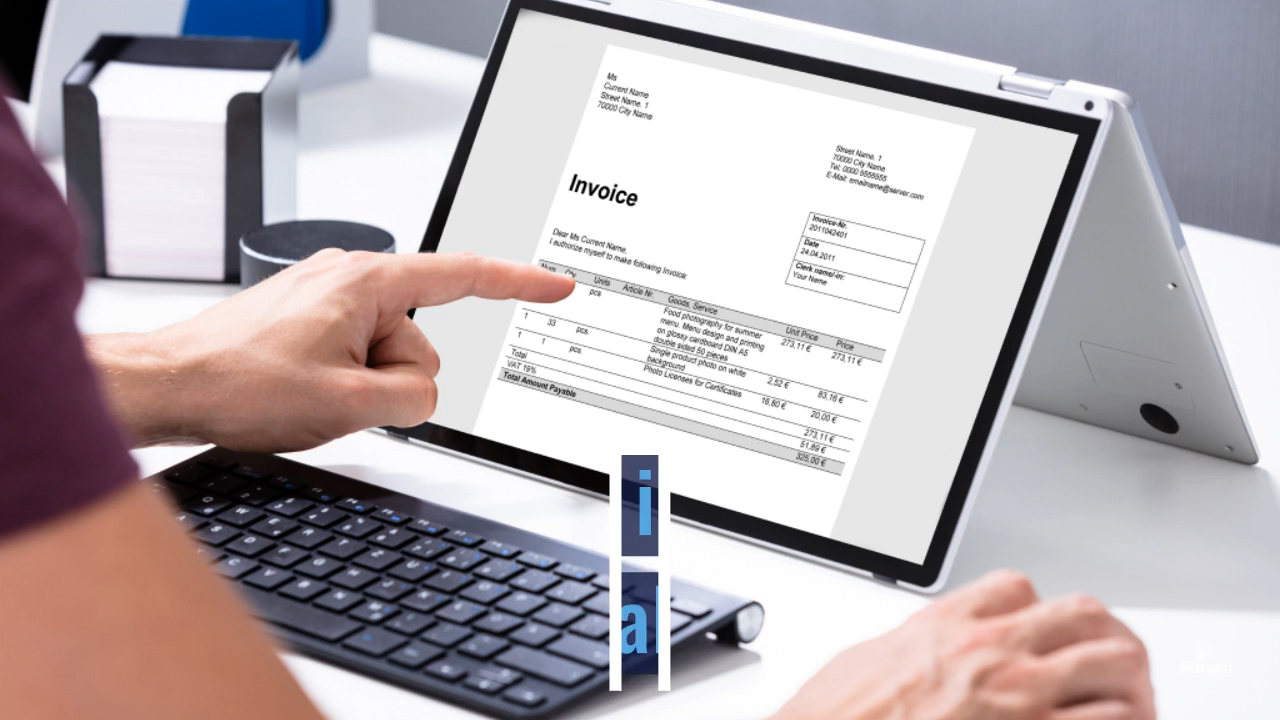 Ms
Current Name
Street Name. 1
70000 City Name
Street Name. 1
70000 City Name
Tel. 0000 5558555
E-Mail: emailname@server.com
Invoice
Invoice-Nr.
2011042401
Date
24.04.2011
Clerk name/-in:
Your Name
Dear Ms Current Name,
I authorize myself to make following Invoice:
Num Qty Units Article Nr. Goods, Service Unit Price Price
pcs Food photography for summer 273,11 € 273,11 €
menu. Menu design and printing
on glossy cardboard DIN A5
double sided 50 pieces
1 33 pcs. Single product photo on white 2,52 € 83,16 €
background
1 1 pcs. Photo Licenses for Certificates 16,80 € 20,00 €
Total 273,11 €
VAT 19% 51,89 €
Total Amount Payable 325,00 €
i
al